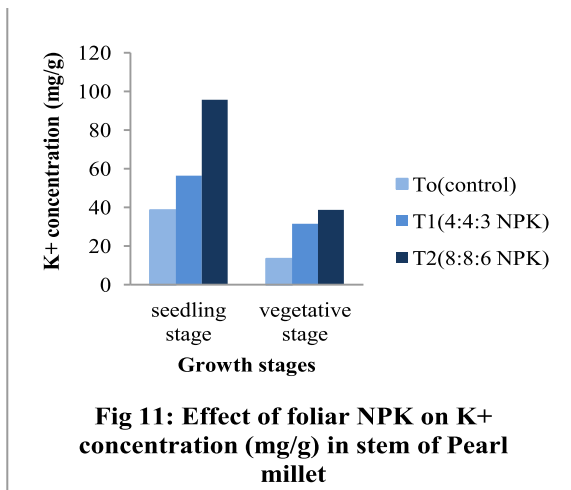 120
100
80
60
40
20
0
K+ concentration (mg/g)
seedling
stage
vegetative
stage
Growth stages
To(control)
T1(4:4:3 NPK)
T2(8:8:6 NPK)
Fig 11: Effect of foliar NPK on K+
concentration (mg/g) in stem of Pearl
millet